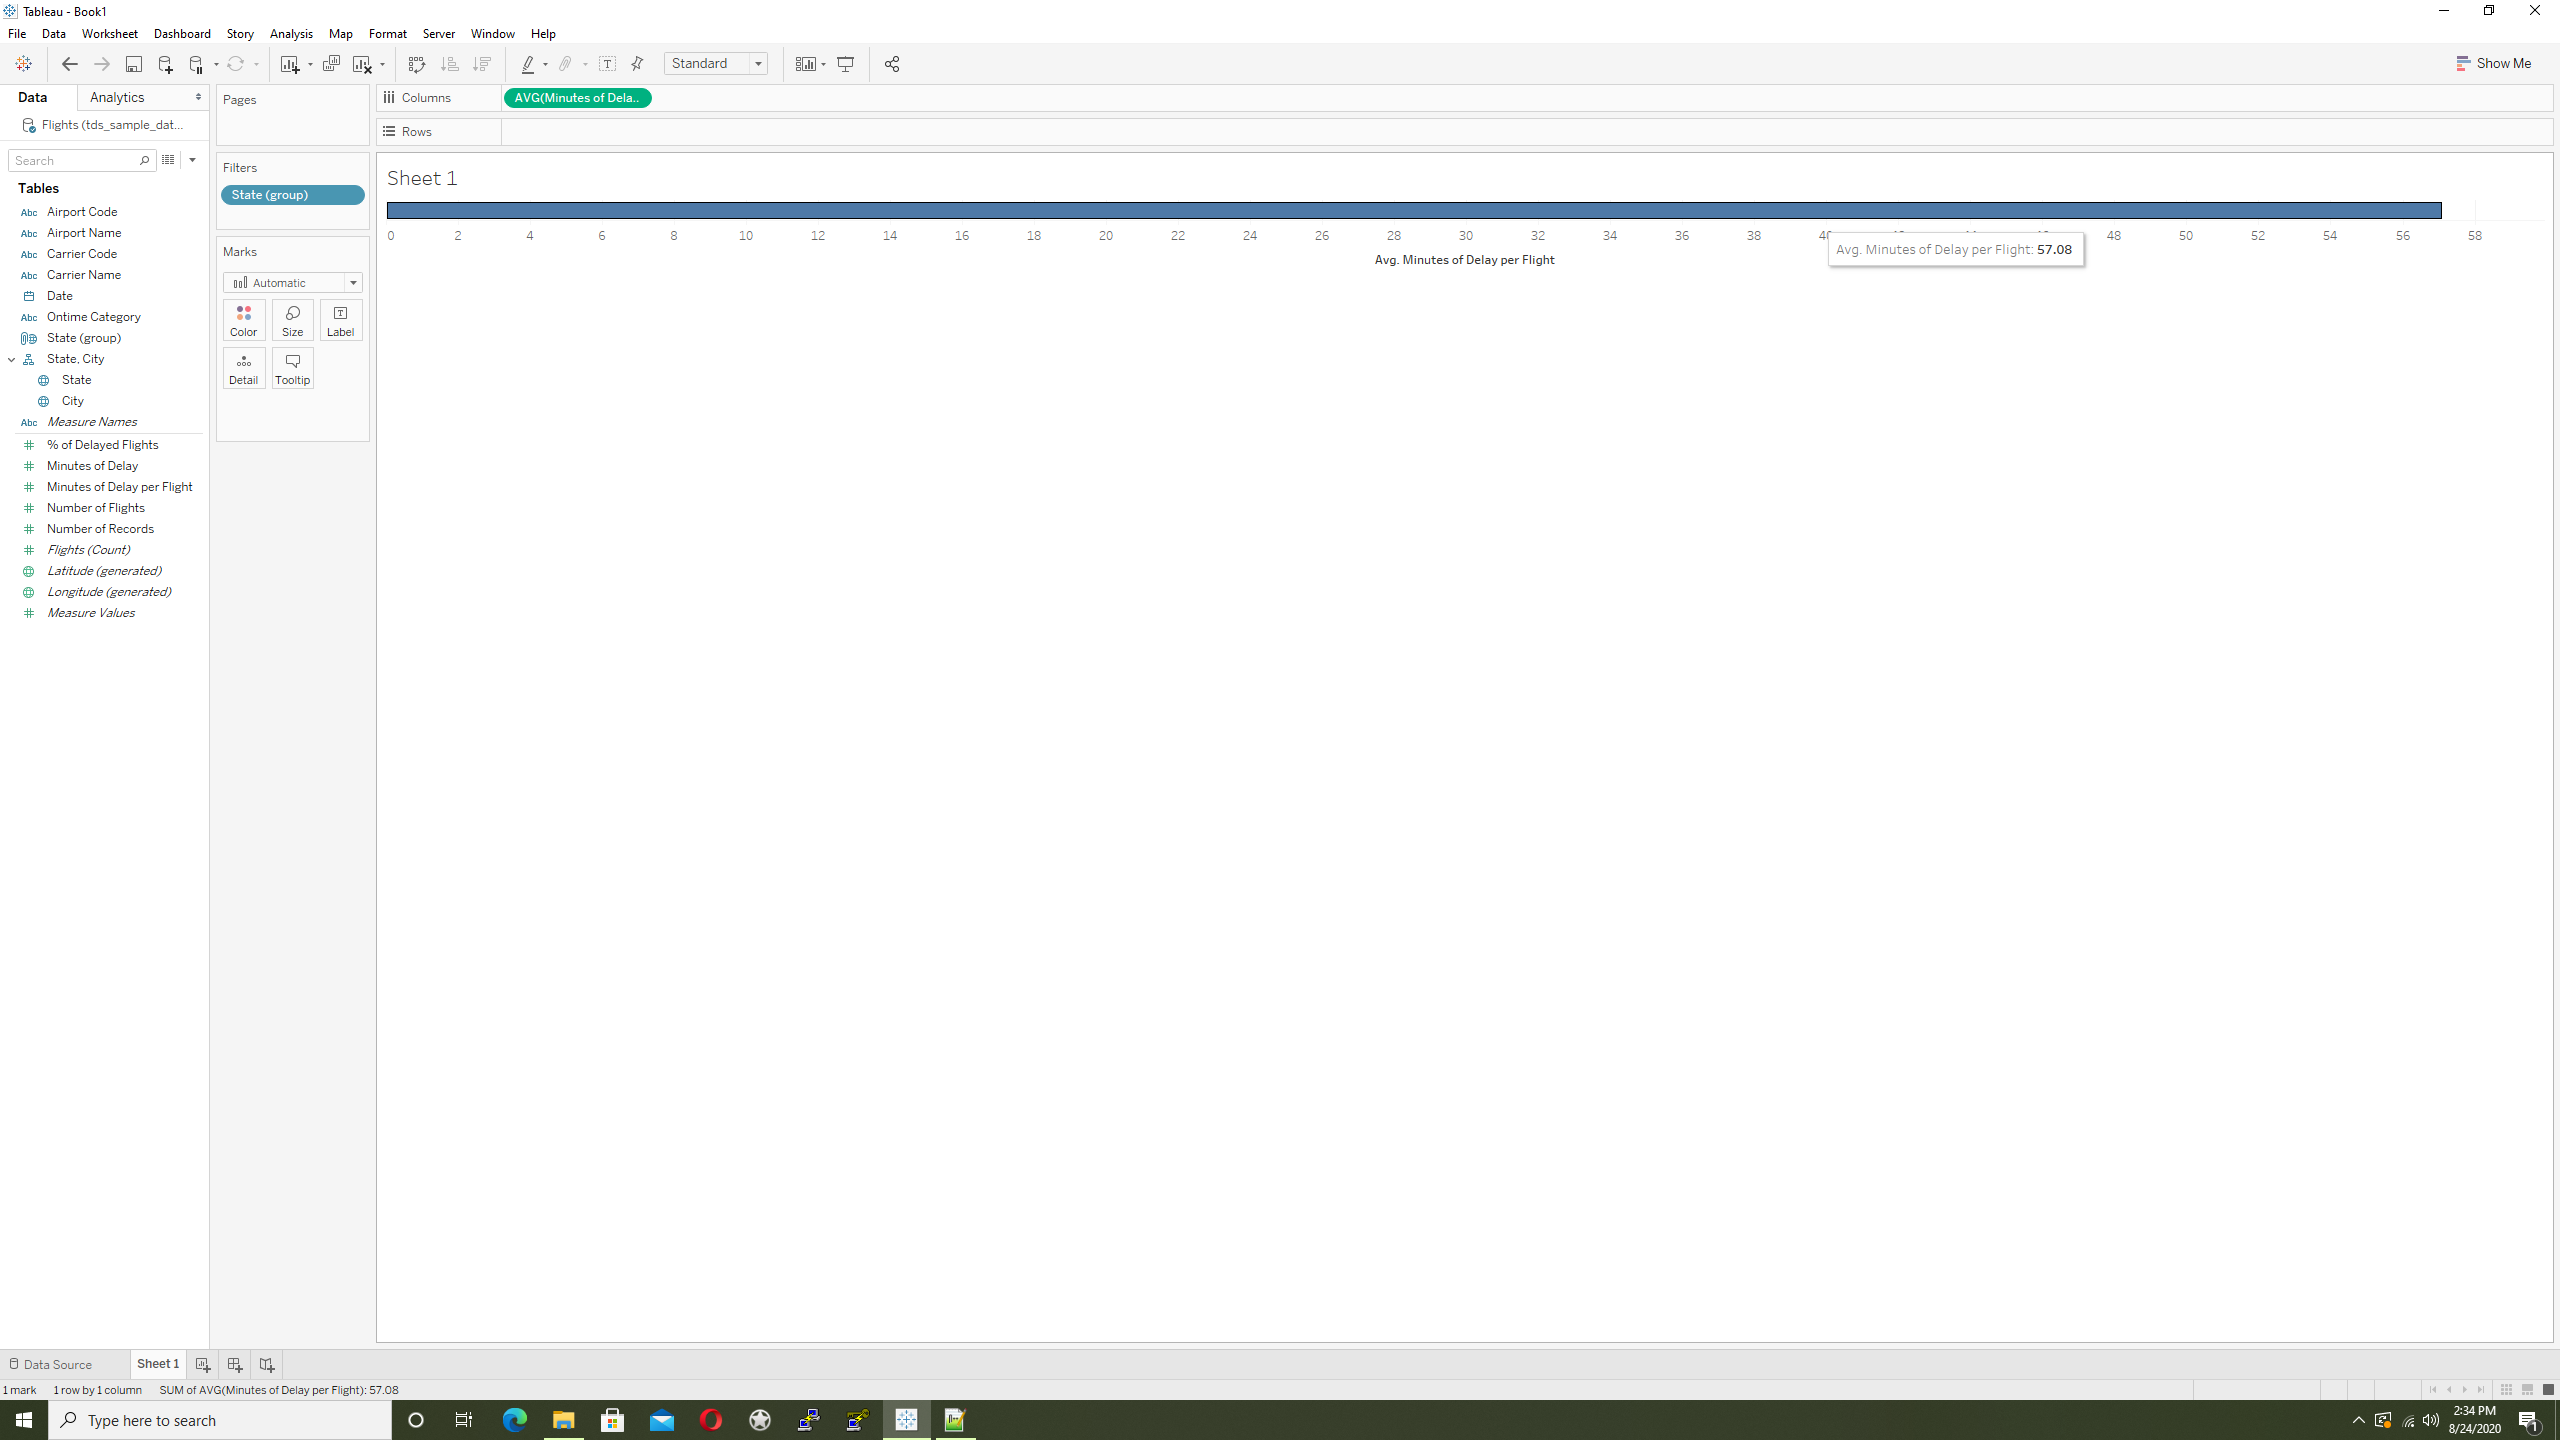 Tableau - Book1
File Data Worksheet Dashboard Story Analysis Map Format Server Window Help
Standard
Show Me
Data Analytics
Flights (tds_sample_dat...
Search
Tables
Abc Airport Code
Abc Airport Name
Abc Carrier Code
Abc Carrier Name
Date
Abc Ontime Category
State (group)
State, City
State
City
Abc Measure Names
# % of Delayed Flights
# Minutes of Delay
# Minutes of Delay per Flight
# Number of Flights
# Number of Records
# Flights (Count)
Latitude (generated)
Longitude (generated)
# Measure Values
Pages
Filters
State (group)
Marks
Automatic
Color Size Label
Detail Tooltip
Columns AVG(Minutes of Dela..
Rows
Sheet 1
0 2 4 6 8 10 12 14 16 18 20 22 24 26 28 30 32 34 36 38 40 48 50 52 54 56 58
Avg. Minutes of Delay per Flight
Avg. Minutes of Delay per Flight: 57.08
Data Source Sheet 1
1 mark 1 row by 1 column SUM of AVG(Minutes of Delay per Flight): 57.08
Type here to search
2:34 PM
8/24/2020
1